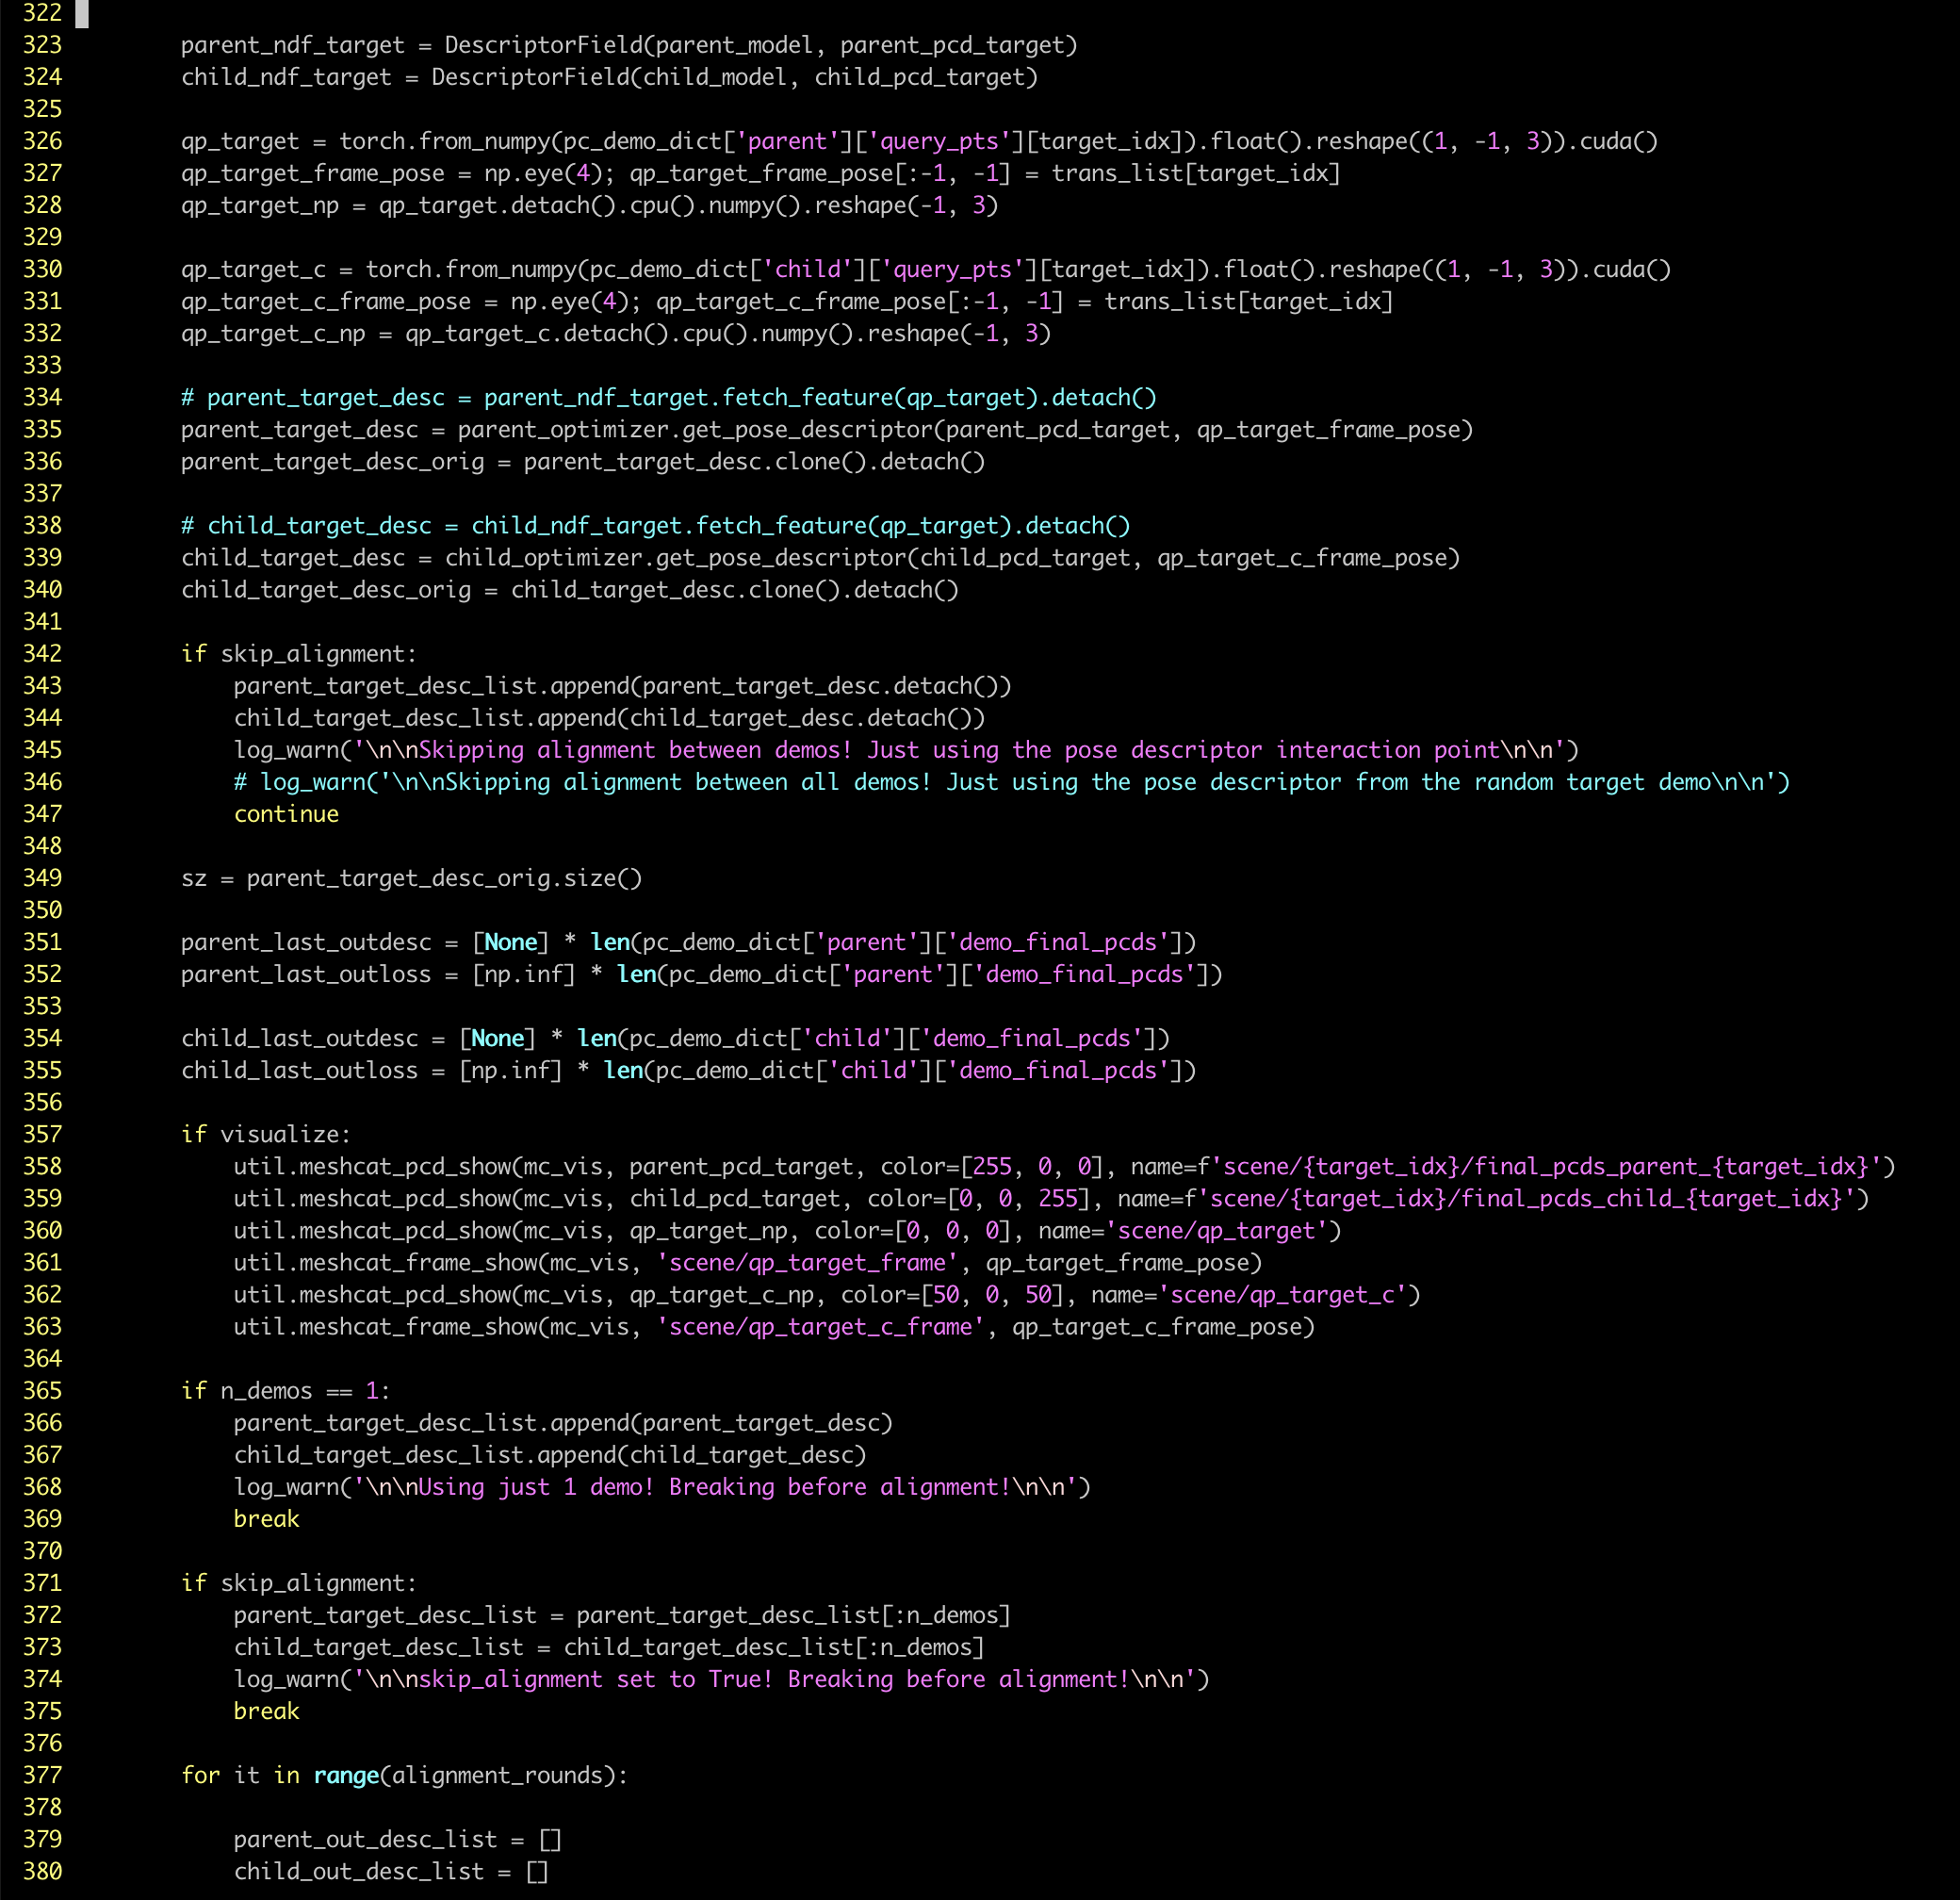 322
323         parent_ndf_target = DescriptorField(parent_model, parent_pcd_target)
324         child_ndf_target = DescriptorField(child_model, child_pcd_target)
325
326         qp_target = torch.from_numpy(pc_demo_dict['parent']['query_pts'][target_idx]).float().reshape((1, -1, 3)).cuda()
327         qp_target_frame_pose = np.eye(4); qp_target_frame_pose[:-1, -1] = trans_list[target_idx]
328         qp_target_np = qp_target.detach().cpu().numpy().reshape(-1, 3)
329
330         qp_target_c = torch.from_numpy(pc_demo_dict['child']['query_pts'][target_idx]).float().reshape((1, -1, 3)).cuda()
331         qp_target_c_frame_pose = np.eye(4); qp_target_c_frame_pose[:-1, -1] = trans_list[target_idx]
332         qp_target_c_np = qp_target_c.detach().cpu().numpy().reshape(-1, 3)
333
334         # parent_target_desc = parent_ndf_target.fetch_feature(qp_target).detach()
335         parent_target_desc = parent_optimizer.get_pose_descriptor(parent_pcd_target, qp_target_frame_pose)
336         parent_target_desc_orig = parent_target_desc.clone().detach()
337
338         # child_target_desc = child_ndf_target.fetch_feature(qp_target).detach()
339         child_target_desc = child_optimizer.get_pose_descriptor(child_pcd_target, qp_target_c_frame_pose)
340         child_target_desc_orig = child_target_desc.clone().detach()
341
342         if skip_alignment:
343             parent_target_desc_list.append(parent_target_desc.detach())
344             child_target_desc_list.append(child_target_desc.detach())
345             log_warn('\n\nSkipping alignment between demos! Just using the pose descriptor interaction point\n\n')
346             # log_warn('\n\nSkipping alignment between all demos! Just using the pose descriptor from the random target demo\n\n')
347             continue
348
349         sz = parent_target_desc_orig.size()
350
351         parent_last_outdesc = [None] * len(pc_demo_dict['parent']['demo_final_pcds'])
352         parent_last_outloss = [np.inf] * len(pc_demo_dict['parent']['demo_final_pcds'])
353
354         child_last_outdesc = [None] * len(pc_demo_dict['child']['demo_final_pcds'])
355         child_last_outloss = [np.inf] * len(pc_demo_dict['child']['demo_final_pcds'])
356
357         if visualize:
358             util.meshcat_pcd_show(mc_vis, parent_pcd_target, color=[255, 0, 0], name=f'scene/{target_idx}/final_pcds_parent_{target_idx}')
359             util.meshcat_pcd_show(mc_vis, child_pcd_target, color=[0, 0, 255], name=f'scene/{target_idx}/final_pcds_child_{target_idx}')
360             util.meshcat_pcd_show(mc_vis, qp_target_np, color=[0, 0, 0], name='scene/qp_target')
361             util.meshcat_frame_show(mc_vis, 'scene/qp_target_frame', qp_target_frame_pose)
362             util.meshcat_pcd_show(mc_vis, qp_target_c_np, color=[50, 0, 50], name='scene/qp_target_c')
363             util.meshcat_frame_show(mc_vis, 'scene/qp_target_c_frame', qp_target_c_frame_pose)
364
365         if n_demos == 1:
366             parent_target_desc_list.append(parent_target_desc)
367             child_target_desc_list.append(child_target_desc)
368             log_warn('\n\nUsing just 1 demo! Breaking before alignment!\n\n')
369             break
370
371         if skip_alignment:
372             parent_target_desc_list = parent_target_desc_list[:n_demos]
373             child_target_desc_list = child_target_desc_list[:n_demos]
374             log_warn('\n\nskip_alignment set to True! Breaking before alignment!\n\n')
375             break
376
377         for it in range(alignment_rounds):
378
379             parent_out_desc_list = []
380             child_out_desc_list = []